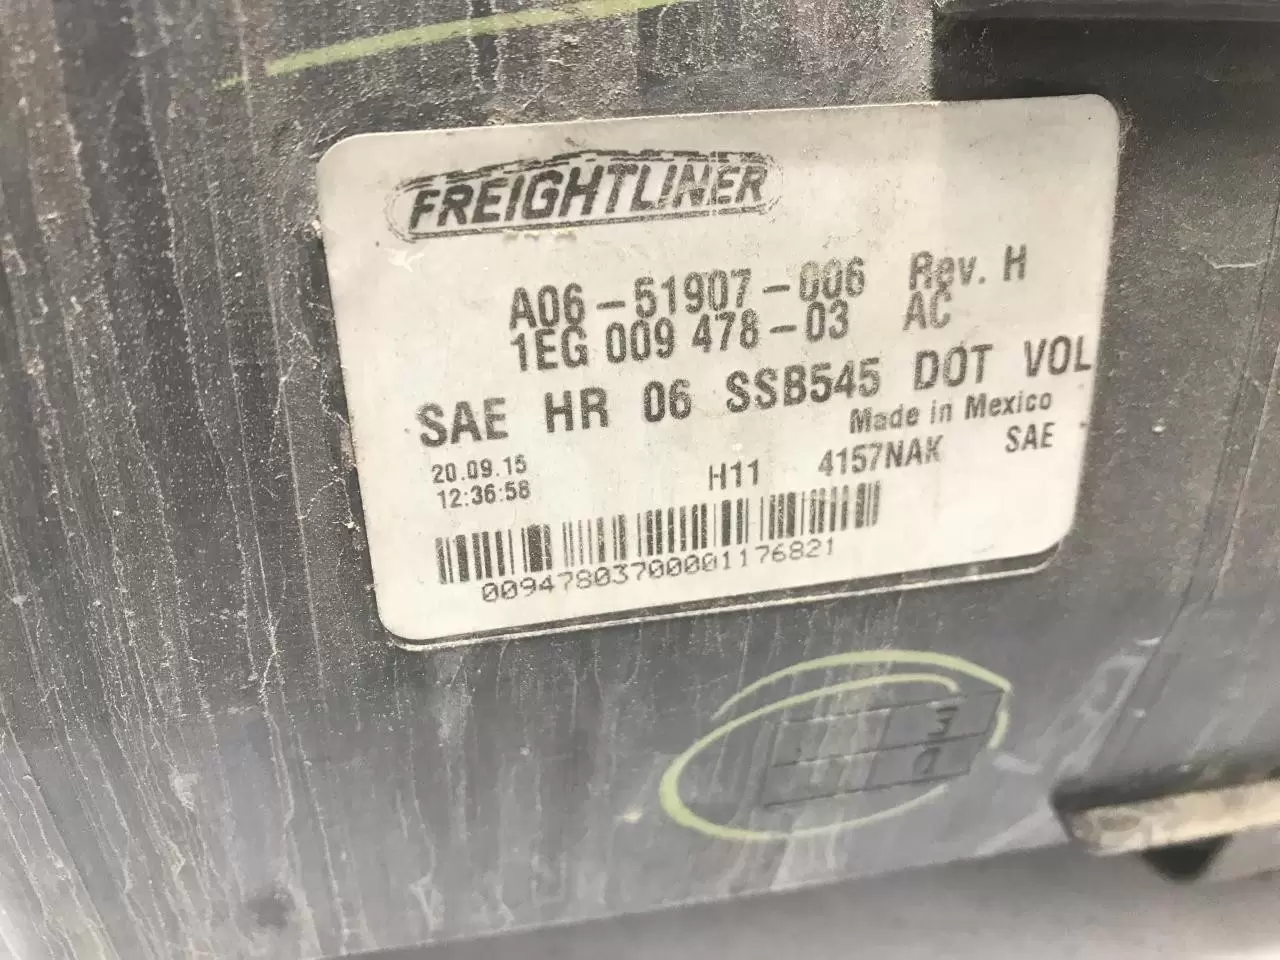 FREIGHTLINER
A06-51907-006 Rev. H
1EG 009 478-03 AC
SAE HR 06 SSB545 DOT VOL
Made in Mexico
20.09.15 H11 4157NAK SAE
12:36:58
00947803700001176821